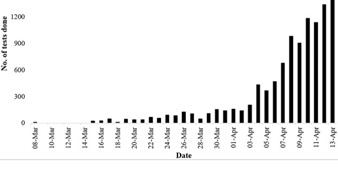 No. of tests done
1200
900
600
300
0
08-Mar
10-Mar
12-Mar
14-Mar
16-Mar
18-Mar
20-Mar
22-Mar
24-Mar
26-Mar
28-Mar
30-Mar
01-Apr
03-Apr
05-Apr
07-Apr
09-Apr
11-Apr
13-Apr
Date